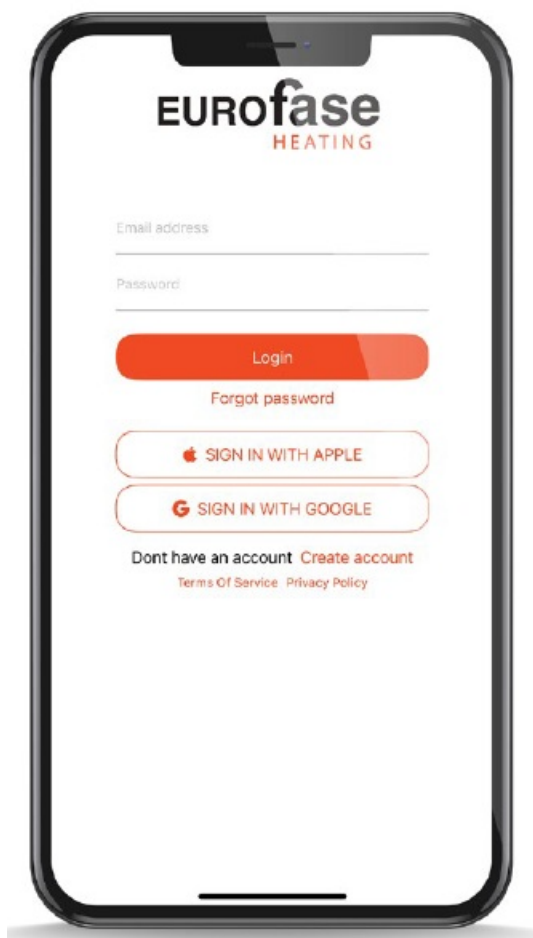 EUROfase
HEATING
Email address
Password
Login
Forgot password
SIGN IN WITH APPLE
G SIGN IN WITH GOOGLE
Dont have an account Create account
Terms Of Service Privacy Policy